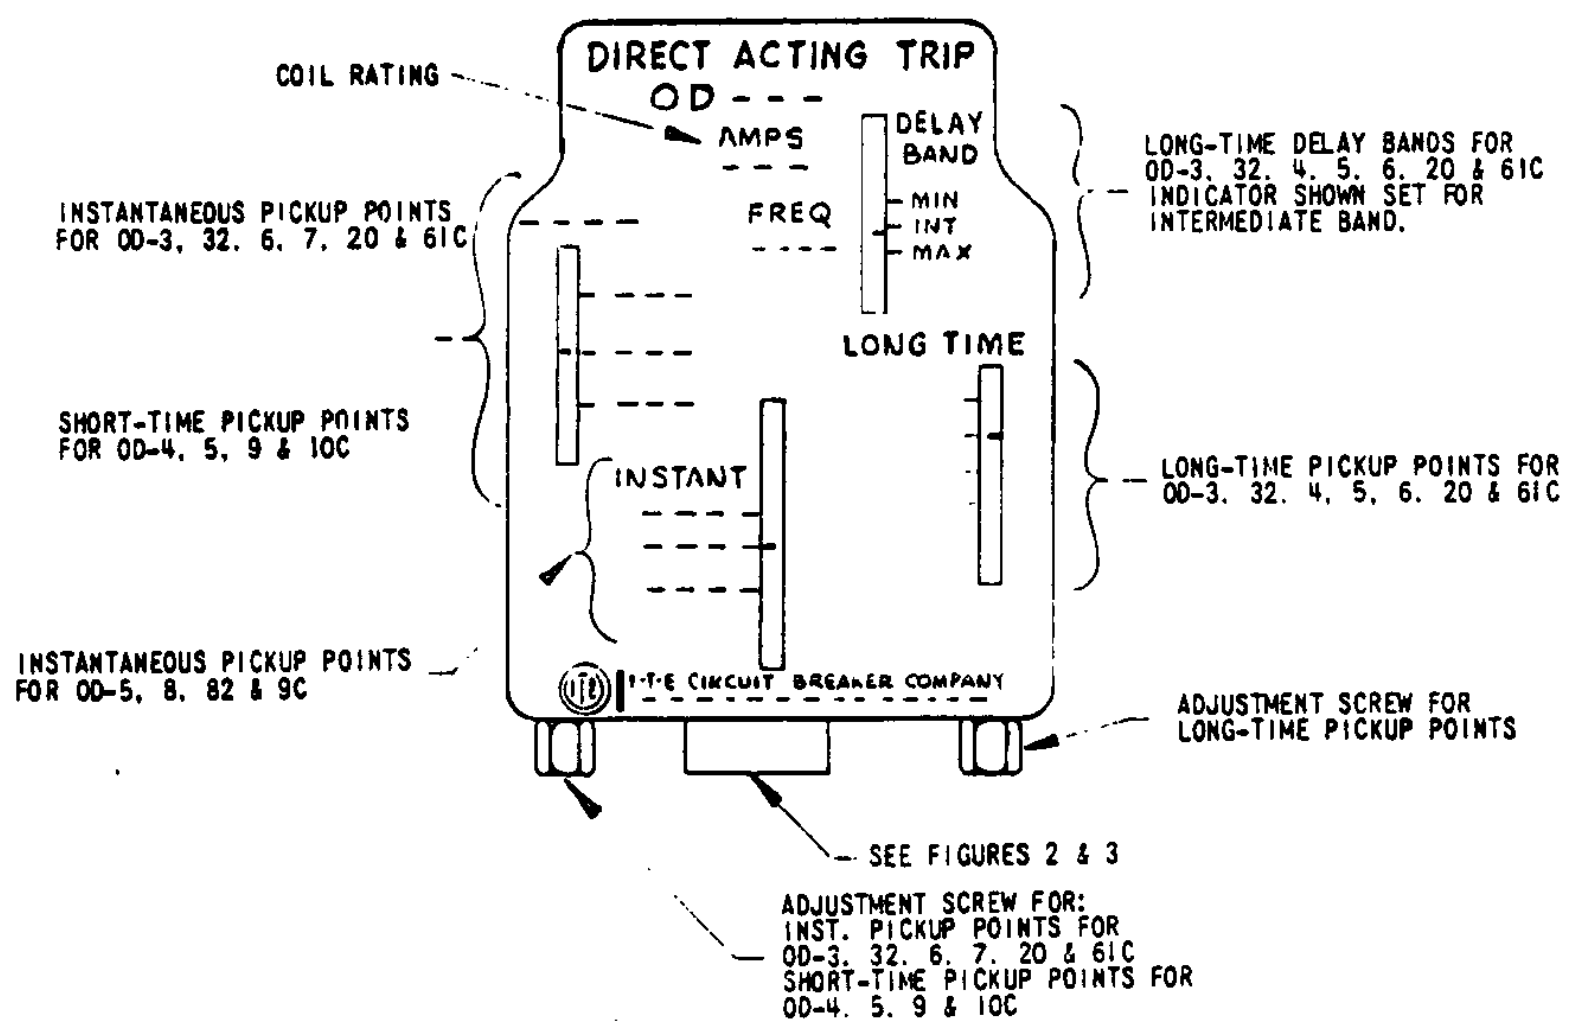 DIRECT ACTING TRIP
OD - - -
COIL RATING
AMPS
- - - -
DELAY
BAND
MIN
INT
MAX
FREQ
- - - - -
LONG-TIME DELAY BANDS FOR
OD-3, 32, 4, 5, 6, 20 & 61C
INDICATOR SHOWN SET FOR
INTERMEDIATE BAND.
INSTANTANEOUS PICKUP POINTS
FOR OD-3, 32, 6, 7, 20 & 61C
LONG TIME
SHORT-TIME PICKUP POINTS
FOR OD-4, 5, 9 & 10C
INSTANT
LONG-TIME PICKUP POINTS FOR
OD-3, 32, 4, 5, 6, 20 & 61C
INSTANTANEOUS PICKUP POINTS
FOR OD-5, 8, 82 & 9C
ITE
I-T-E CIRCUIT BREAKER COMPANY
ADJUSTMENT SCREW FOR
LONG-TIME PICKUP POINTS
SEE FIGURES 2 & 3
ADJUSTMENT SCREW FOR:
INST. PICKUP POINTS FOR
OD-3, 32, 6, 7, 20 & 61C
SHORT-TIME PICKUP POINTS FOR
OD-4, 5, 9 & 10C